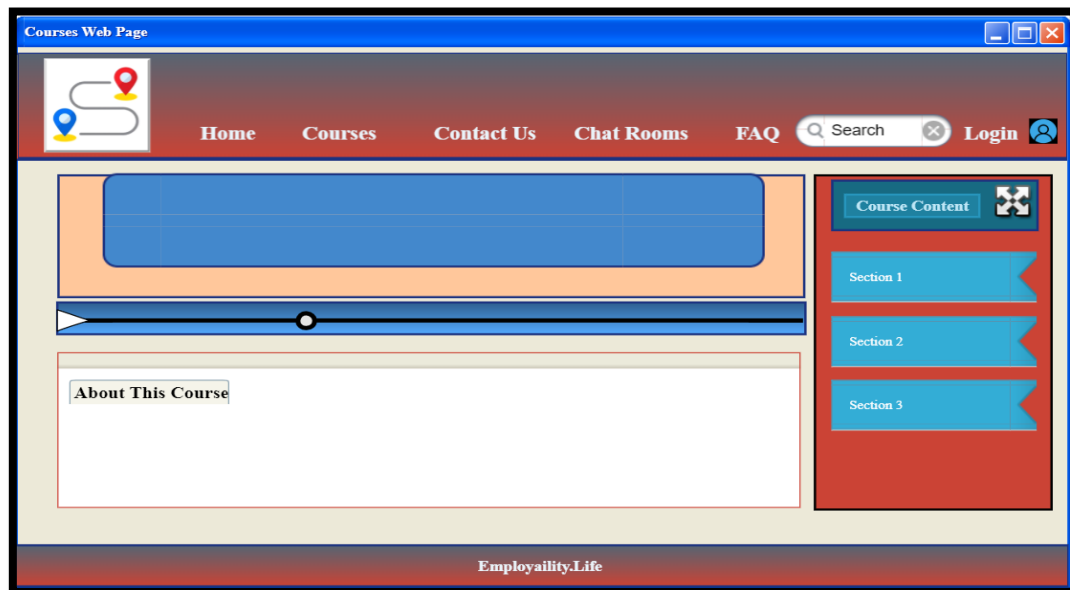 Courses Web Page
Home Courses Contact Us Chat Rooms FAQ Search Login
Course Content
Section 1
Section 2
Section 3
About This Course
Employaility.Life